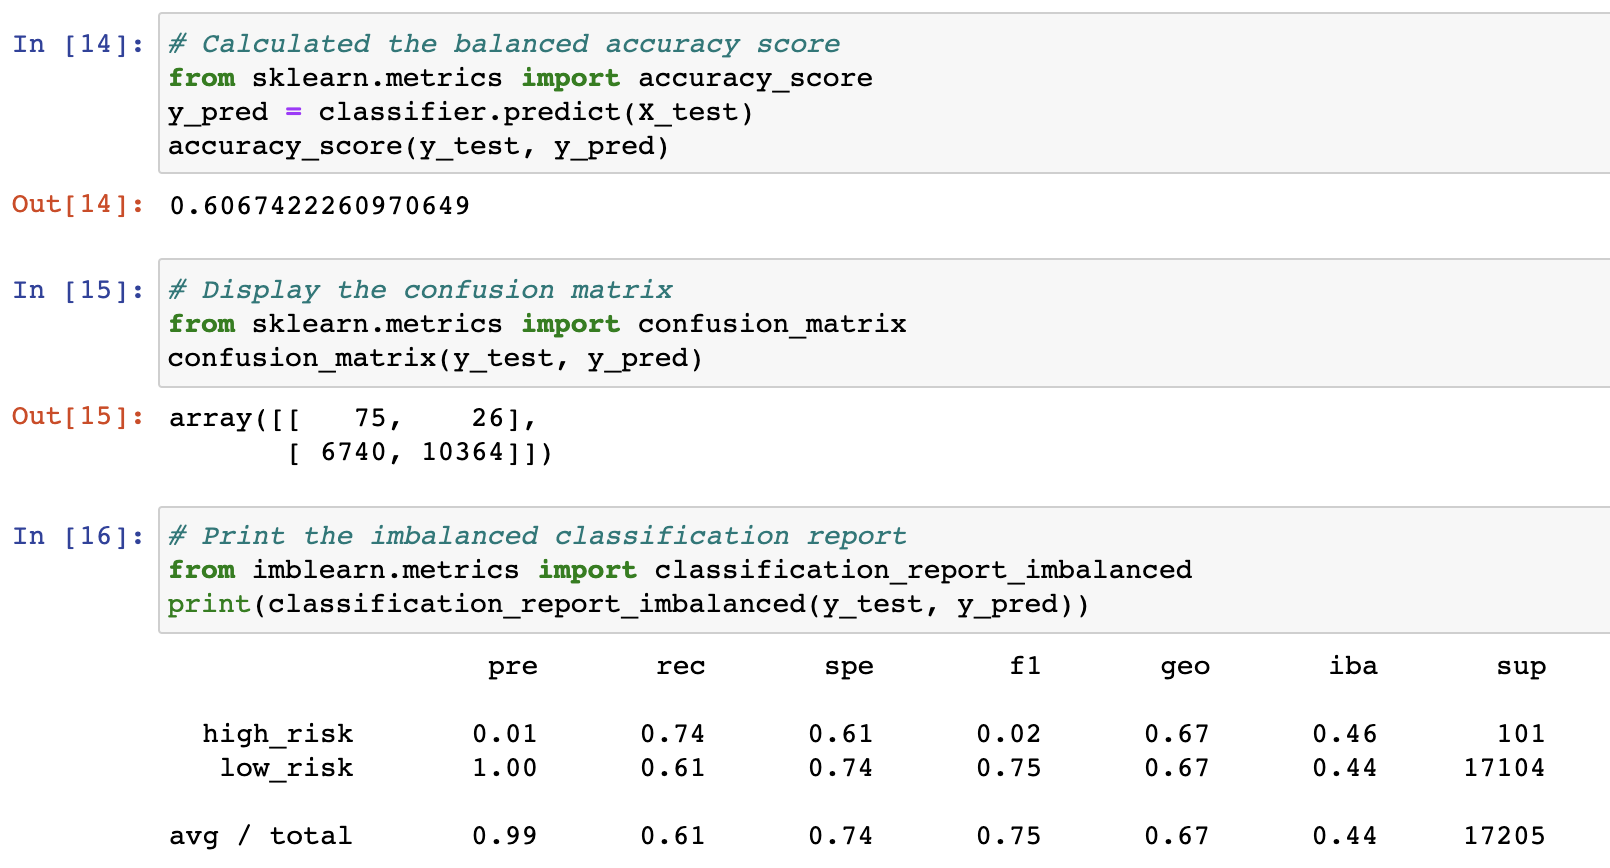 In [14]: # Calculated the balanced accuracy score
from sklearn.metrics import accuracy_score
y_pred = classifier.predict(X_test)
accuracy_score(y_test, y_pred)
Out[14]: 0.6067422260970649
In [15]: # Display the confusion matrix
from sklearn.metrics import confusion_matrix
confusion_matrix(y_test, y_pred)
Out[15]: array([[   75,    26],
       [ 6740, 10364]])
In [16]: # Print the imbalanced classification report
from imblearn.metrics import classification_report_imbalanced
print(classification_report_imbalanced(y_test, y_pred))
pre rec spe f1 geo iba sup
high_risk 0.01 0.74 0.61 0.02 0.67 0.46 101
low_risk 1.00 0.61 0.74 0.75 0.67 0.44 17104
avg / total 0.99 0.61 0.74 0.75 0.67 0.44 17205